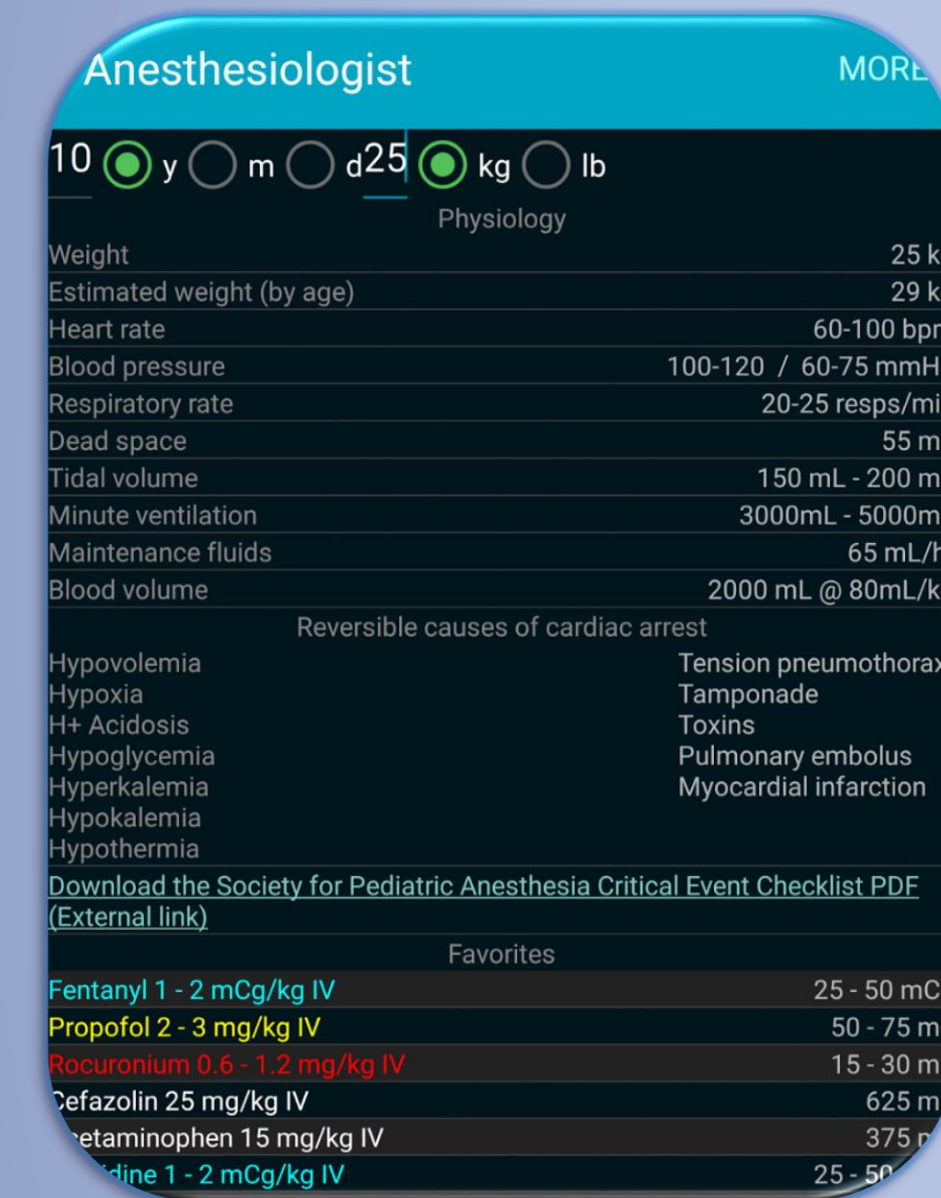 Anesthesiologist MORE
10 y m d 25 kg lb
Physiology
Weight 25 k
Estimated weight (by age) 29 k
Heart rate 60-100 bpm
Blood pressure 100-120 / 60-75 mmH
Respiratory rate 20-25 resps/mi
Dead space 55 m
Tidal volume 150 mL - 200 m
Minute ventilation 3000mL - 5000m
Maintenance fluids 65 mL/h
Blood volume 2000 mL @ 80mL/k
Reversible causes of cardiac arrest
Hypovolemia Tension pneumothorax
Hypoxia Tamponade
H+ Acidosis Toxins
Hypoglycemia Pulmonary embolus
Hyperkalemia Myocardial infarction
Hypokalemia
Hypothermia
Download the Society for Pediatric Anesthesia Critical Event Checklist PDF
(External link)
Favorites
Fentanyl 1 - 2 mCg/kg IV 25 - 50 mC
Propofol 2 - 3 mg/kg IV 50 - 75 m
Rocuronium 0.6 - 1.2 mg/kg IV 15 - 30 m
Cefazolin 25 mg/kg IV 625 m
etaminophen 15 mg/kg IV 375
dine 1 - 2 mCg/kg IV 25 - 50